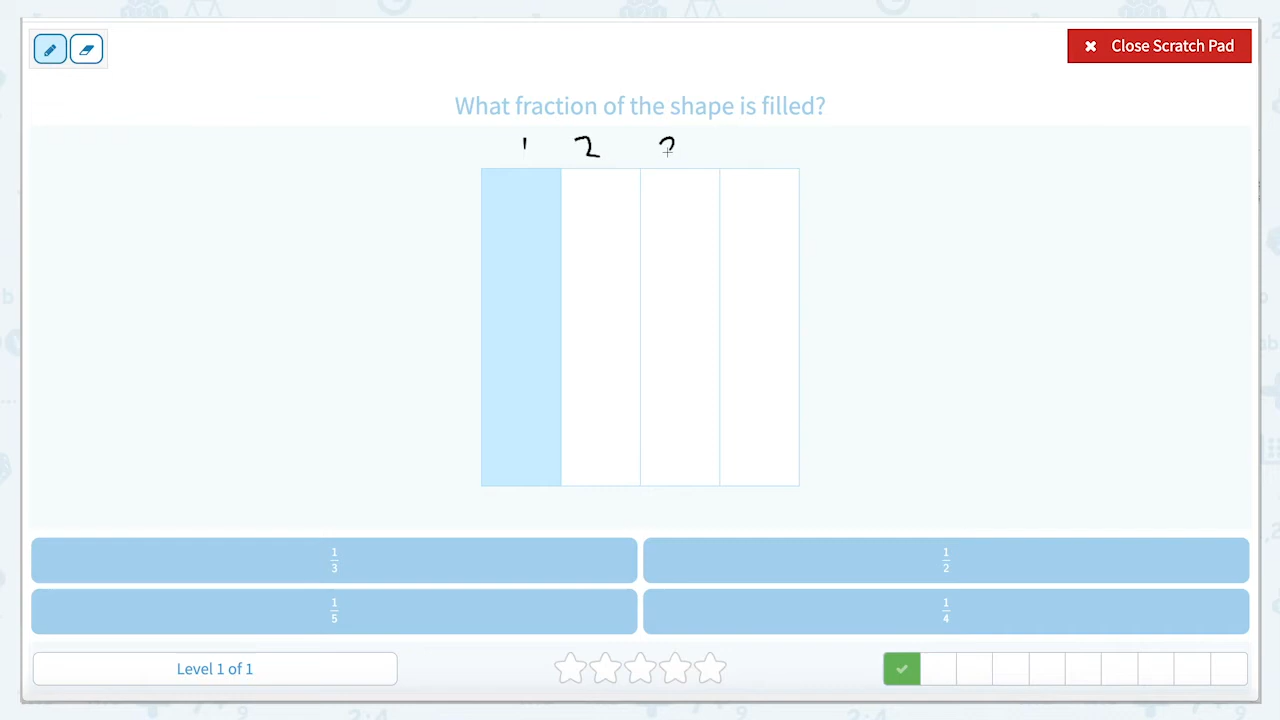 Close Scratch Pad
What fraction of the shape is filled?
1 2
1/3
1/2
1/5
1/4
Level 1 of 1